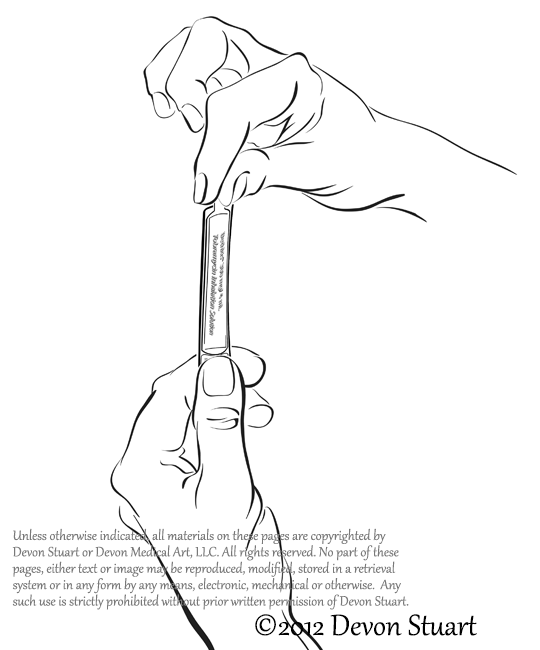 Tobramycin Inhalation Solution
Unless otherwise indicated, all materials on these pages are copyrighted by
Devon Stuart or Devon Medical Art, LLC. All rights reserved. No part of these
pages, either text or image may be reproduced, modified, stored in a retrieval
system or in any form by any means, electronic, mechanical or otherwise.  Any
such use is strictly prohibited without prior written permission of Devon Stuart.
©2012 Devon Stuart